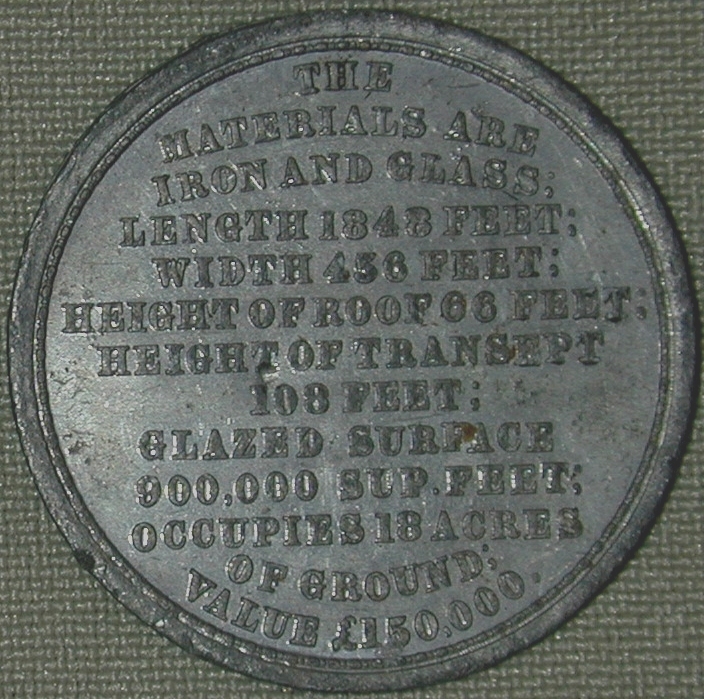 THE
MATERIALS ARE
IRON AND GLASS;
LENGTH 1848 FEET;
WIDTH 456 FEET;
HEIGHT OF ROOF 66 FEET;
HEIGHT OF TRANSEPT
108 FEET;
GLAZED SURFACE
900,000 SUP. FEET;
OCCUPIES 18 ACRES
OF GROUND;
VALUE £150,000.